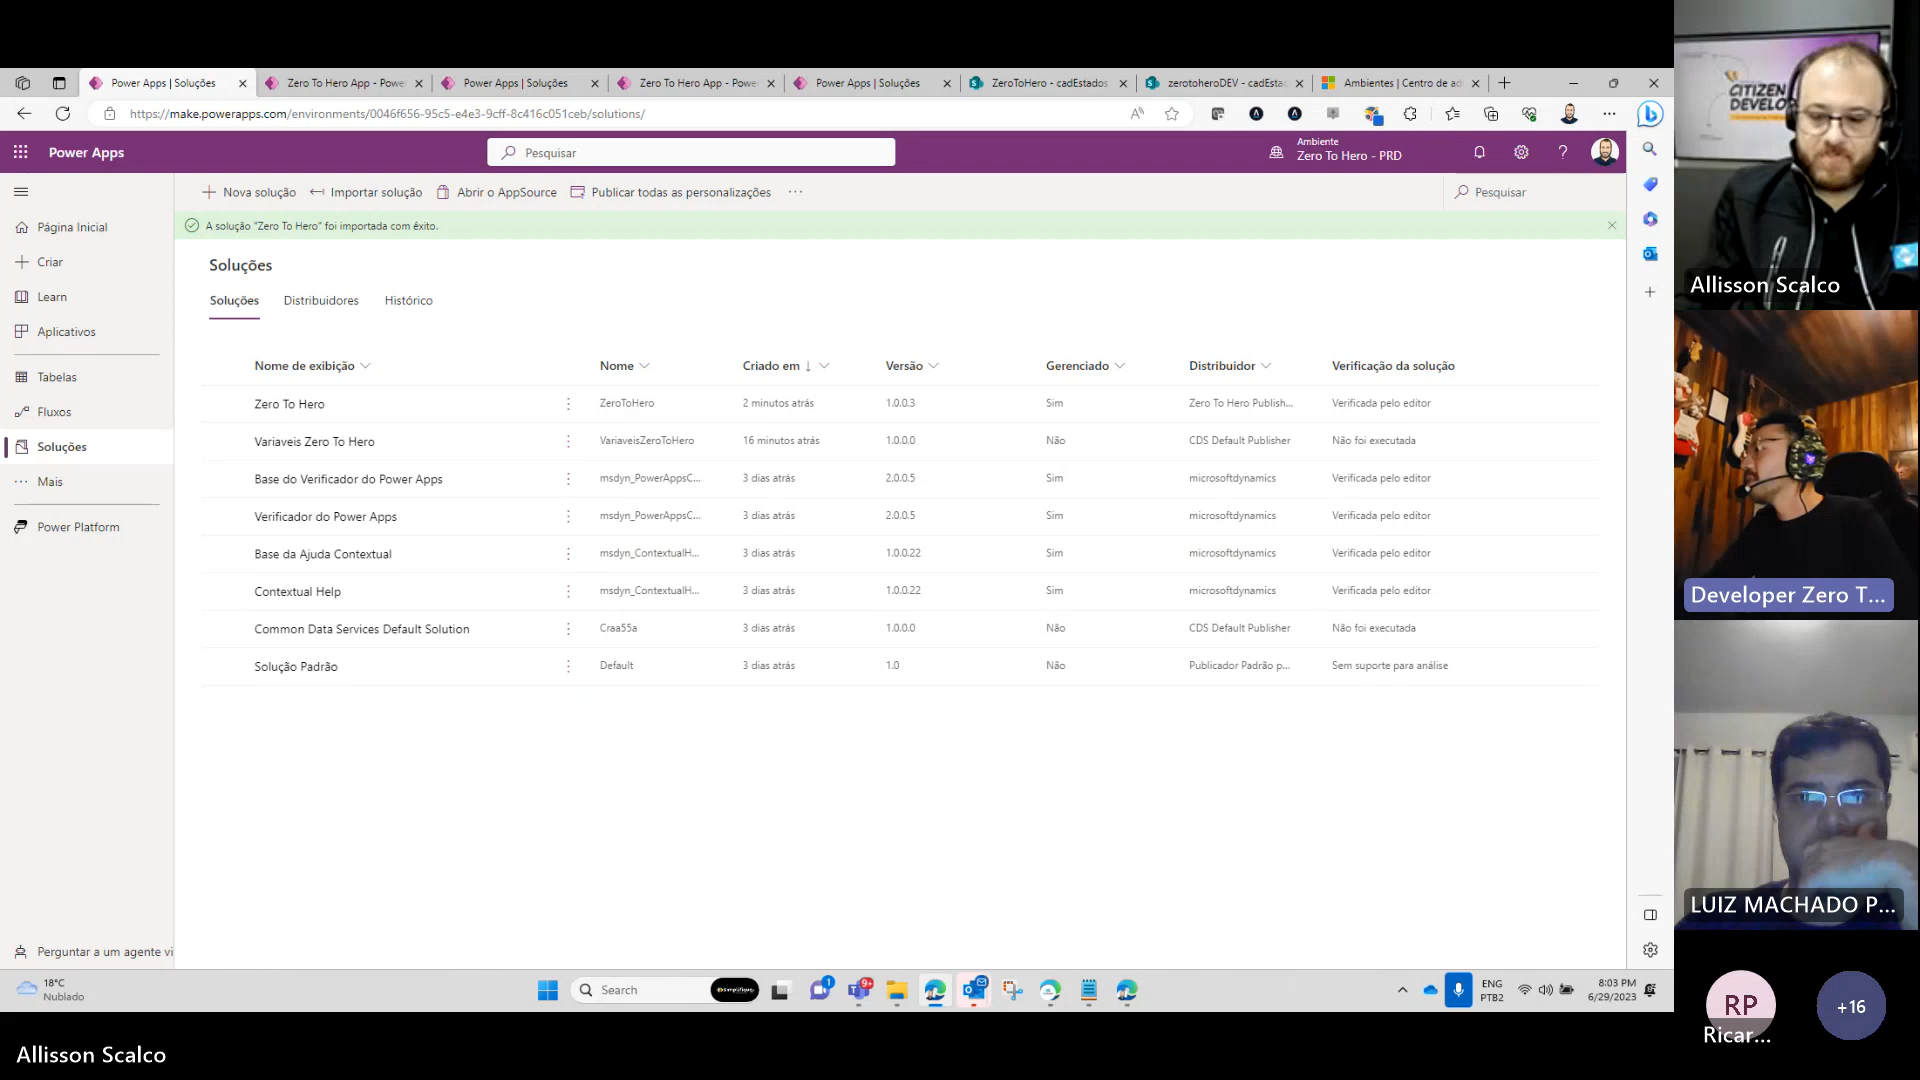 Power Apps | Soluções
Zero To Hero App - Powe
Power Apps | Soluções
Zero To Hero App - Powe
Power Apps | Soluções
ZeroToHero - cadEstados
zerotoheroDEV - cadEsta
Ambientes | Centro de ad
https://make.powerapps.com/environments/0046f656-95c5-e4e3-9cff-8c416c051ceb/solutions/
Power Apps
Pesquisar
Ambiente
Zero To Hero - PRD
Nova solução
Importar solução
Abrir o AppSource
Publicar todas as personalizações
Pesquisar
A solução "Zero To Hero" foi importada com êxito.
Página Inicial
Criar
Learn
Aplicativos
Tabelas
Fluxos
Soluções
Mais
Power Platform
Perguntar a um agente vi
Soluções
Soluções Distribuidores Histórico
Nome de exibição Nome Criado em Versão Gerenciado Distribuidor Verificação da solução
Zero To Hero ZeroToHero 2 minutos atrás 1.0.0.3 Sim Zero To Hero Publish... Verificada pelo editor
Variaveis Zero To Hero VariaveisZeroToHero 16 minutos atrás 1.0.0.0 Não CDS Default Publisher Não foi executada
Base do Verificador do Power Apps msdyn_PowerAppsC... 3 dias atrás 2.0.0.5 Sim microsoftdynamics Verificada pelo editor
Verificador do Power Apps msdyn_PowerAppsC... 3 dias atrás 2.0.0.5 Sim microsoftdynamics Verificada pelo editor
Base da Ajuda Contextual msdyn_ContextualH... 3 dias atrás 1.0.0.22 Sim microsoftdynamics Verificada pelo editor
Contextual Help msdyn_ContextualH... 3 dias atrás 1.0.0.22 Sim microsoftdynamics Verificada pelo editor
Common Data Services Default Solution Craa55a 3 dias atrás 1.0.0.0 Não CDS Default Publisher Não foi executada
Solução Padrão Default 3 dias atrás 1.0 Não Publicador Padrão p... Sem suporte para análise
18°C
Nublado
Search
1
9+
ENG
PTB2
8:03 PM
6/29/2023
CITIZEN
DEVELO
Allisson Scalco
Developer Zero T...
LUIZ MACHADO P...
RP
Ricar...
+16
Allisson Scalco